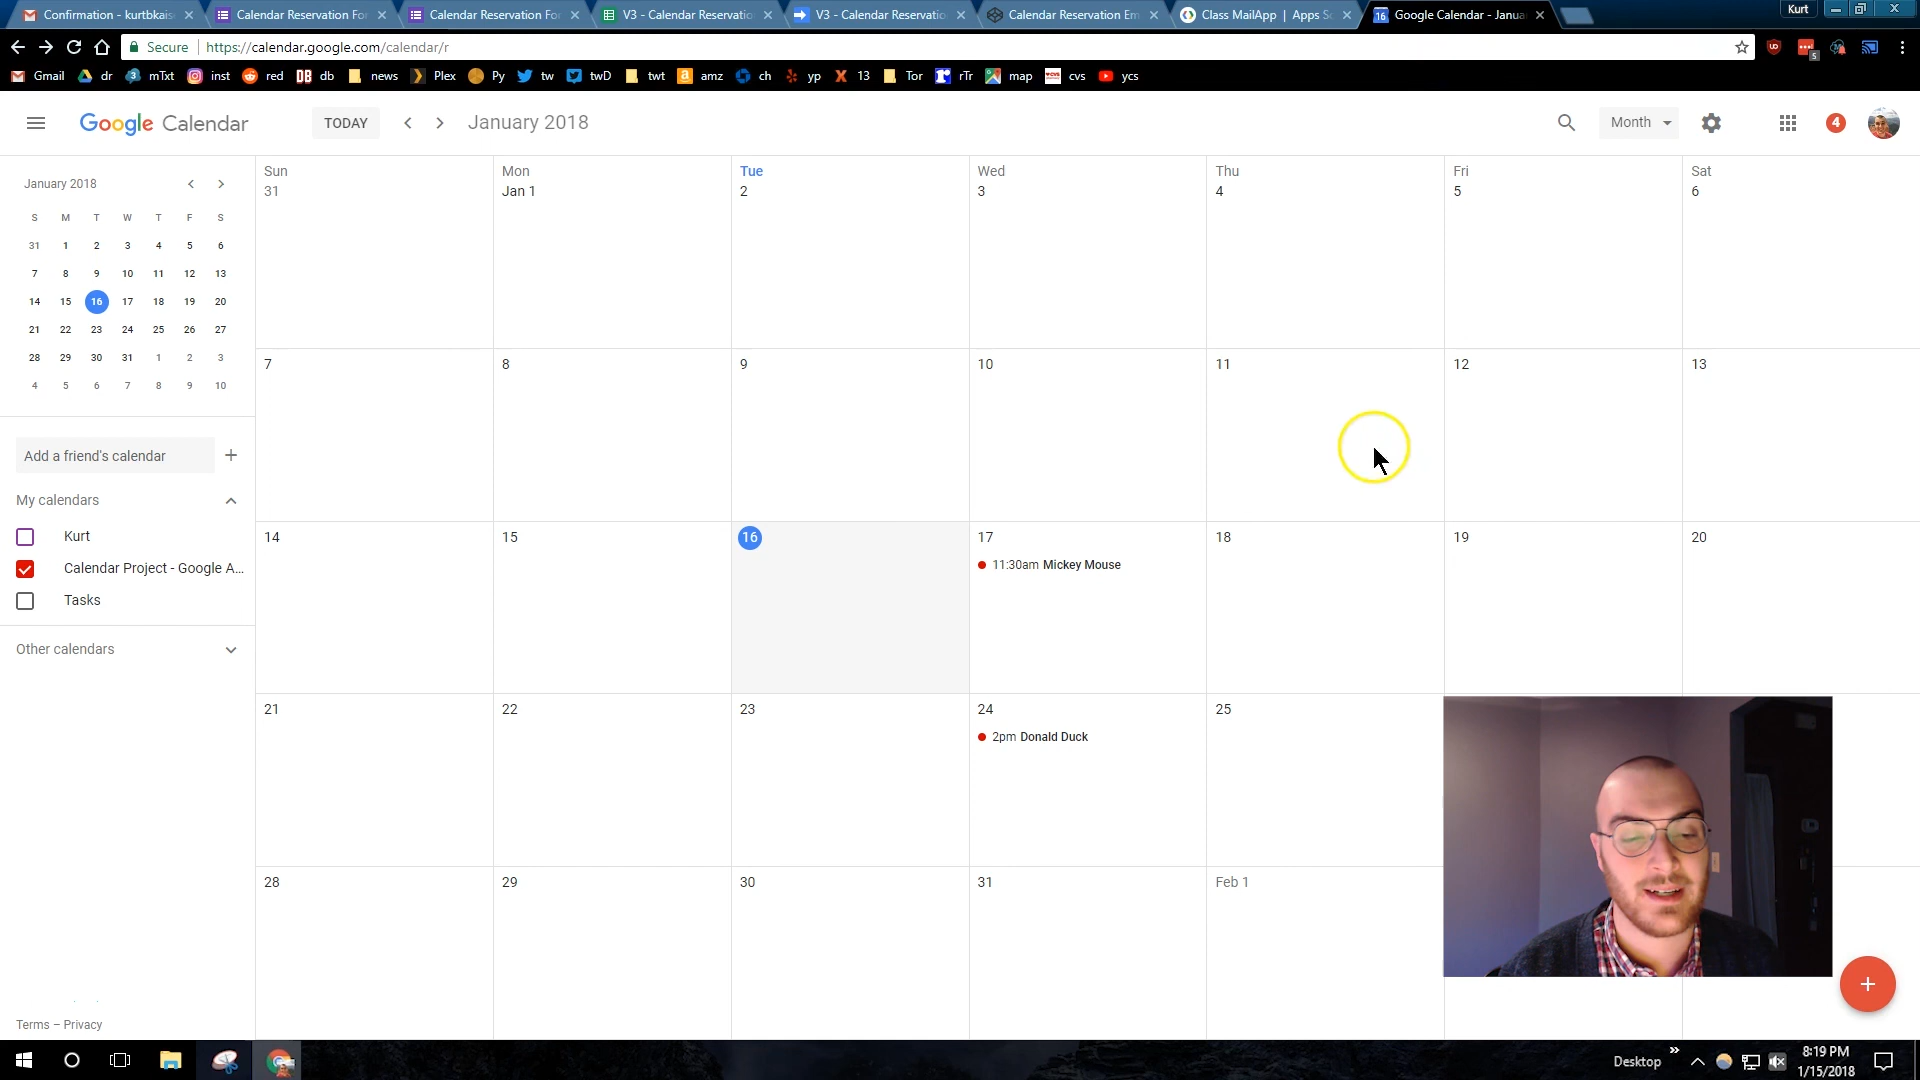 Confirmation - kurtbkais
Calendar Reservation For
Calendar Reservation For
V3 - Calendar Reservatio
V3 - Calendar Reservatio
Calendar Reservation Em
Class MailApp | Apps Sc
Google Calendar - Janua
Kurt
Secure
https://calendar.google.com/calendar/r
5
Gmail
dr
mTxt
inst
red
db
news
Plex
Py
tw
twD
twt
amz
ch
yp
13
Tor
rTr
map
cvs
ycs
Google Calendar
TODAY
January 2018
Month
4
January 2018
S M T W T F S
31 1 2 3 4 5 6
7 8 9 10 11 12 13
14 15 16 17 18 19 20
21 22 23 24 25 26 27
28 29 30 31 1 2 3
4 5 6 7 8 9 10
Add a friend's calendar
My calendars
Kurt
Calendar Project - Google A...
Tasks
Other calendars
Terms – Privacy
Sun Mon Tue Wed Thu Fri Sat
31 Jan 1 2 3 4 5 6
7 8 9 10 11 12 13
14 15 16 17 18 19 20
11:30am Mickey Mouse
21 22 23 24 25
2pm Donald Duck
28 29 30 31 Feb 1
Desktop
8:19 PM
1/15/2018